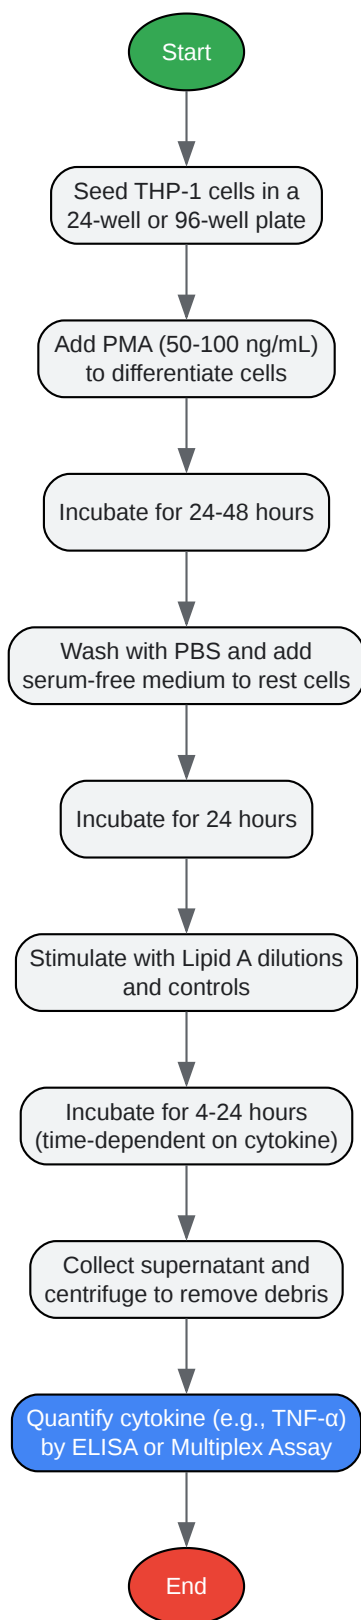 Start
Seed THP-1 cells in a
24-well or 96-well plate
Add PMA (50-100 ng/mL)
to differentiate cells
Incubate for 24-48 hours
Wash with PBS and add
serum-free medium to rest cells
Incubate for 24 hours
Stimulate with Lipid A dilutions
and controls
Incubate for 4-24 hours
(time-dependent on cytokine)
Collect supernatant and
centrifuge to remove debris
Quantify cytokine (e.g., TNF-α)
by ELISA or Multiplex Assay
End